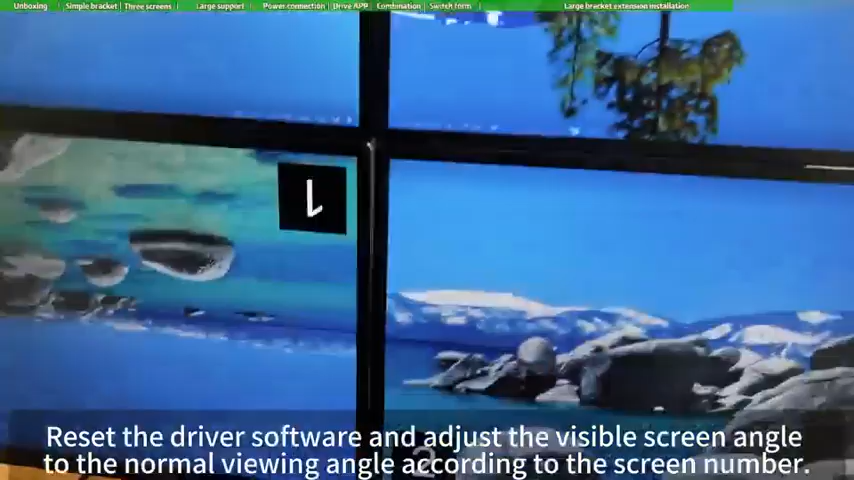 Unboxing | Simple bracket | Three screens | Large support | Power connection | Drive APP | Combination | Switch form | Large bracket extension installation
1
Reset the driver software and adjust the visible screen angle
to the normal viewing angle according to the screen number.